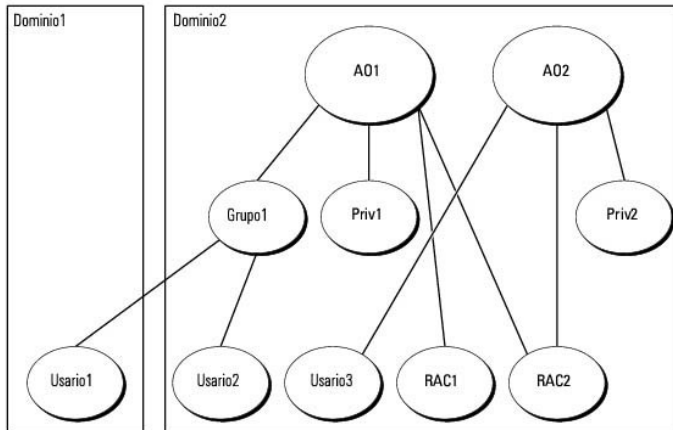 Dominio1
Dominio2
AO1
AO2
Grupo1
Priv1
Priv2
Usario1
Usario2
Usario3
RAC1
RAC2